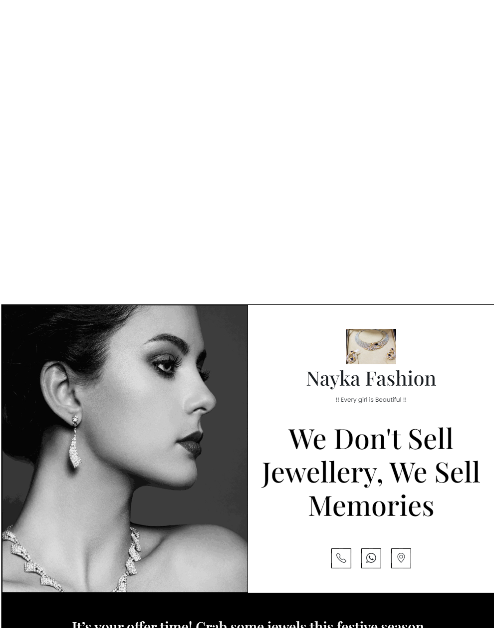 Nayka Fashion
!! Every girl is Beautiful !!
We Don't Sell
Jewellery, We Sell
Memories
It's your offer time! Grab some jewels this festive season